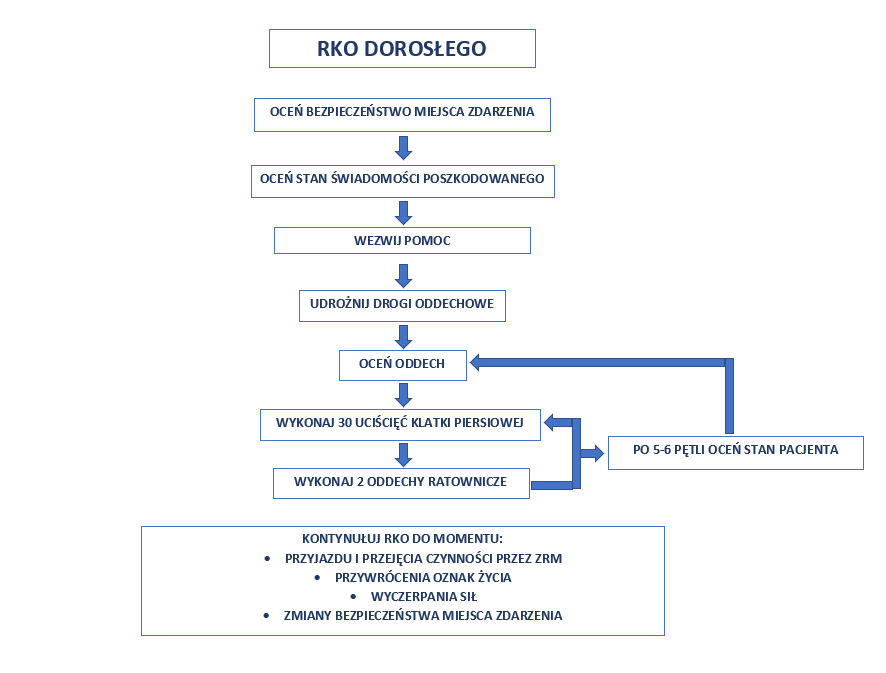 RKO DOROSŁEGO
OCEŃ BEZPIECZEŃSTWO MIEJSCA ZDARZENIA
OCEŃ STAN ŚWIADOMOŚCI POSZKODOWANEGO
WEZWIJ POMOC
UDROŻNIJ DROGI ODDECHOWE
OCEŃ ODDECH
WYKONAJ 30 UCIŚCIĘĆ KLATKI PIERSIOWEJ
PO 5-6 PĘTLI OCEŃ STAN PACJENTA
WYKONAJ 2 ODDECHY RATOWNICZE
KONTYNUŁUJ RKO DO MOMENTU:
• PRZYJAZDU I PRZEJĘCIA CZYNNOŚCI PRZEZ ZRM
• PRZYWRÓCENIA OZNAK ŻYCIA
• WYCZERPANIA SIŁ
• ZMIANY BEZPIECZEŃSTWA MIEJSCA ZDARZENIA